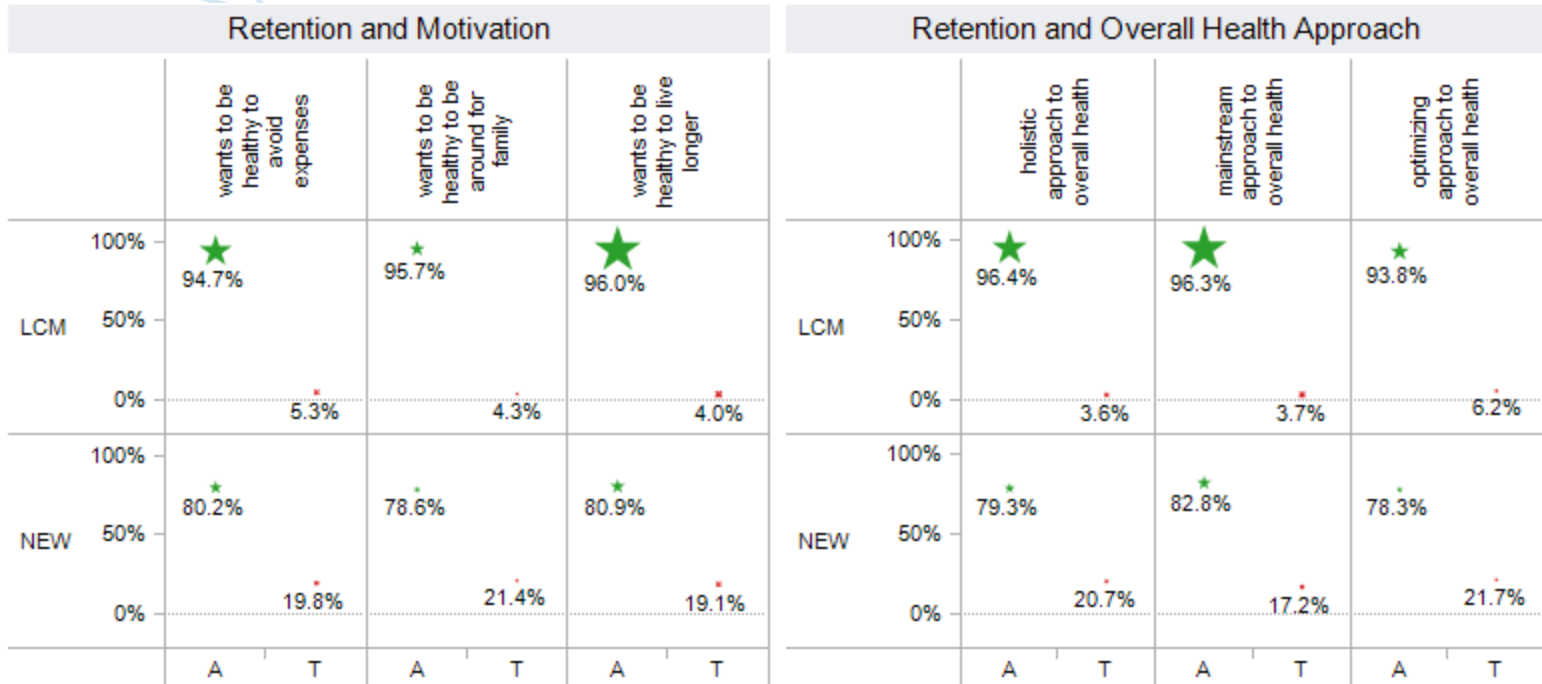 Retention and Motivation
wants to be
healthy to
avoid
expenses
wants to be
healthy to be
around for
family
wants to be
healthy to live
longer
LCM
100%
50%
0%
94.7%
5.3%
95.7%
4.3%
96.0%
4.0%
NEW
100%
50%
0%
80.2%
19.8%
78.6%
21.4%
80.9%
19.1%
A T A T A T
Retention and Overall Health Approach
holistic
approach to
overall health
mainstream
approach to
overall health
optimizing
approach to
overall health
LCM
100%
50%
0%
96.4%
3.6%
96.3%
3.7%
93.8%
6.2%
NEW
100%
50%
0%
79.3%
20.7%
82.8%
17.2%
78.3%
21.7%
A T A T A T